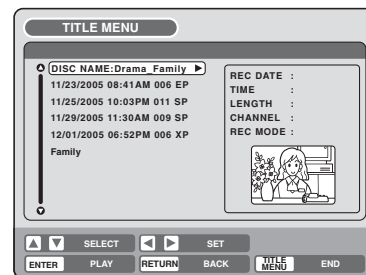 TITLE MENU
DISC NAME:Drama_Family ▶
11/23/2005 08:41AM 006 EP
11/25/2005 10:03PM 011 SP
11/29/2005 11:30AM 009 SP
12/01/2005 06:52PM 006 XP
Family
REC DATE :
TIME :
LENGTH :
CHANNEL :
REC MODE :
SELECT SET
ENTER PLAY RETURN BACK TITLE MENU END